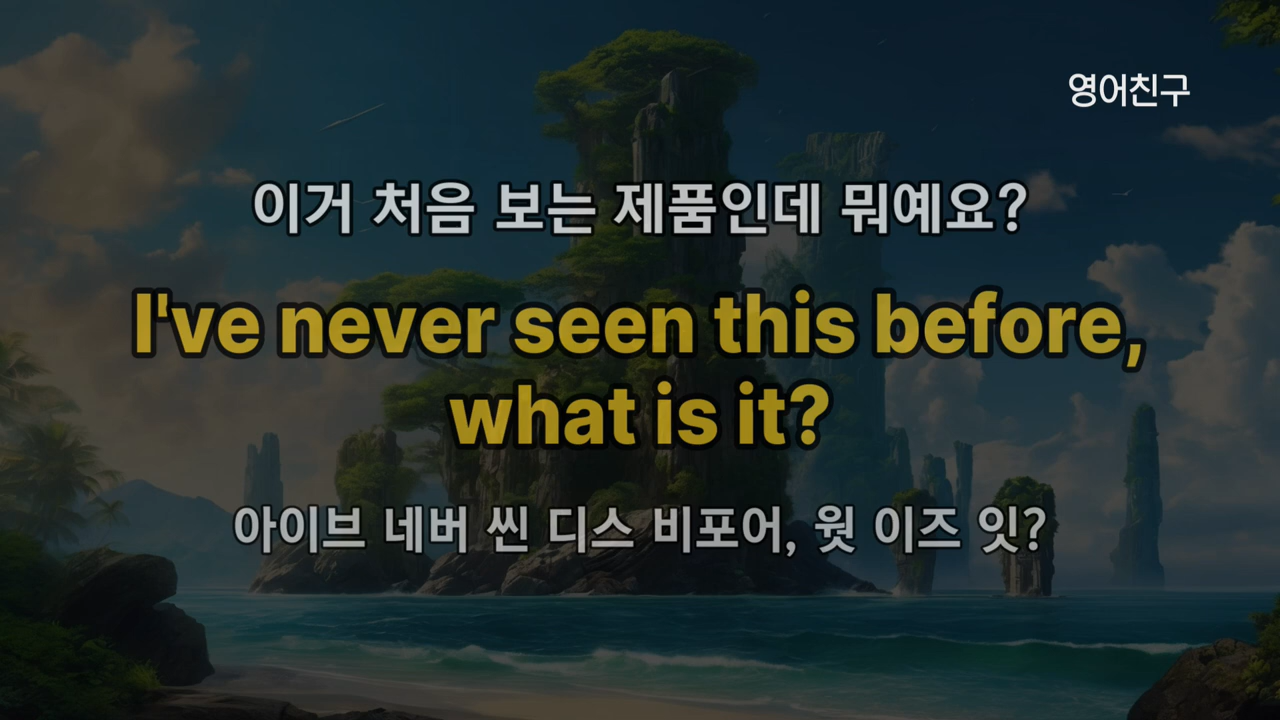 영어친구
이거 처음 보는 제품인데 뭐예요?
I've never seen this before,
what is it?
아이브 네버 씬 디스 비포어, 웟 이즈 잇?